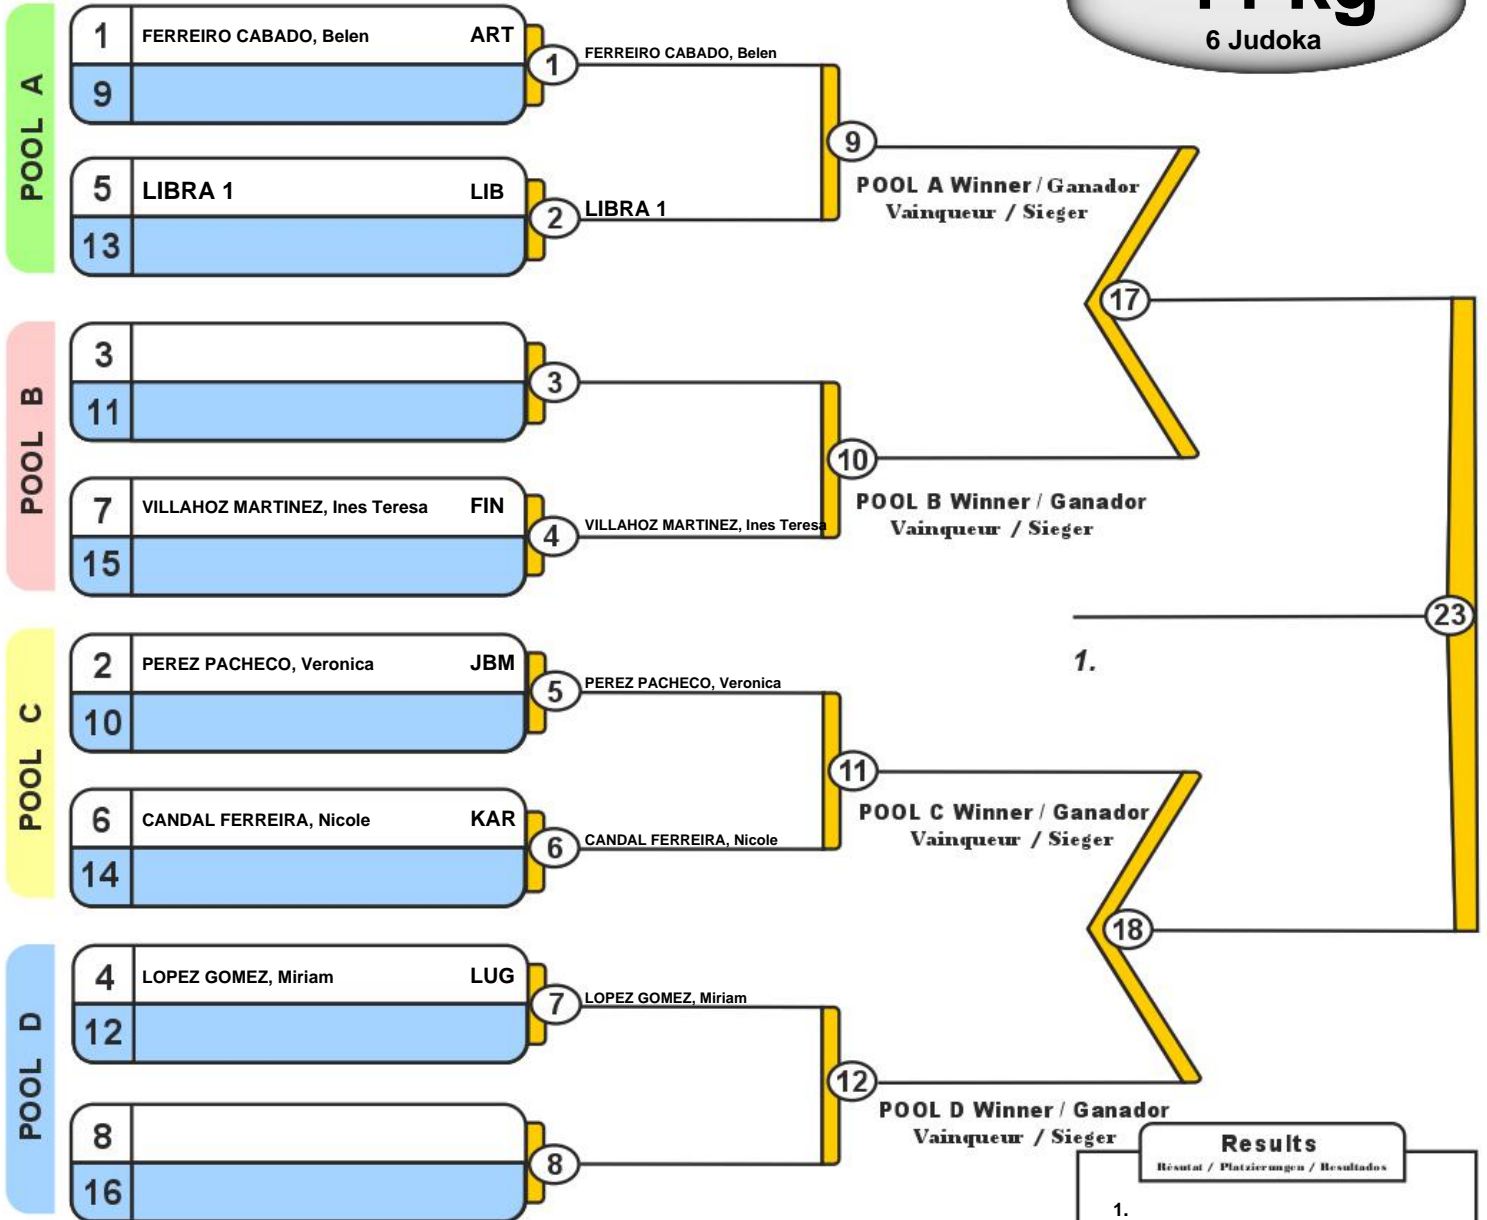 6 Judoka
POOL A
1 FERREIRO CABADO, Belen ART
9
1
FERREIRO CABADO, Belen
5 LIBRA 1 LIB
13
2
LIBRA 1
9
POOL A Winner / Ganador
Vainqueur / Sieger
17
POOL B
3
11
3
7 VILLAHOZ MARTINEZ, Ines Teresa FIN
15
4
VILLAHOZ MARTINEZ, Ines Teresa
10
POOL B Winner / Ganador
Vainqueur / Sieger
23
1.
POOL C
2 PEREZ PACHECO, Veronica JBM
10
5
PEREZ PACHECO, Veronica
6 CANDAL FERREIRA, Nicole KAR
14
6
CANDAL FERREIRA, Nicole
11
POOL C Winner / Ganador
Vainqueur / Sieger
18
POOL D
4 LOPEZ GOMEZ, Miriam LUG
12
7
LOPEZ GOMEZ, Miriam
8
16
8
12
POOL D Winner / Ganador
Vainqueur / Sieger
Results
Résutat / Platzierungen / Resultados
1.